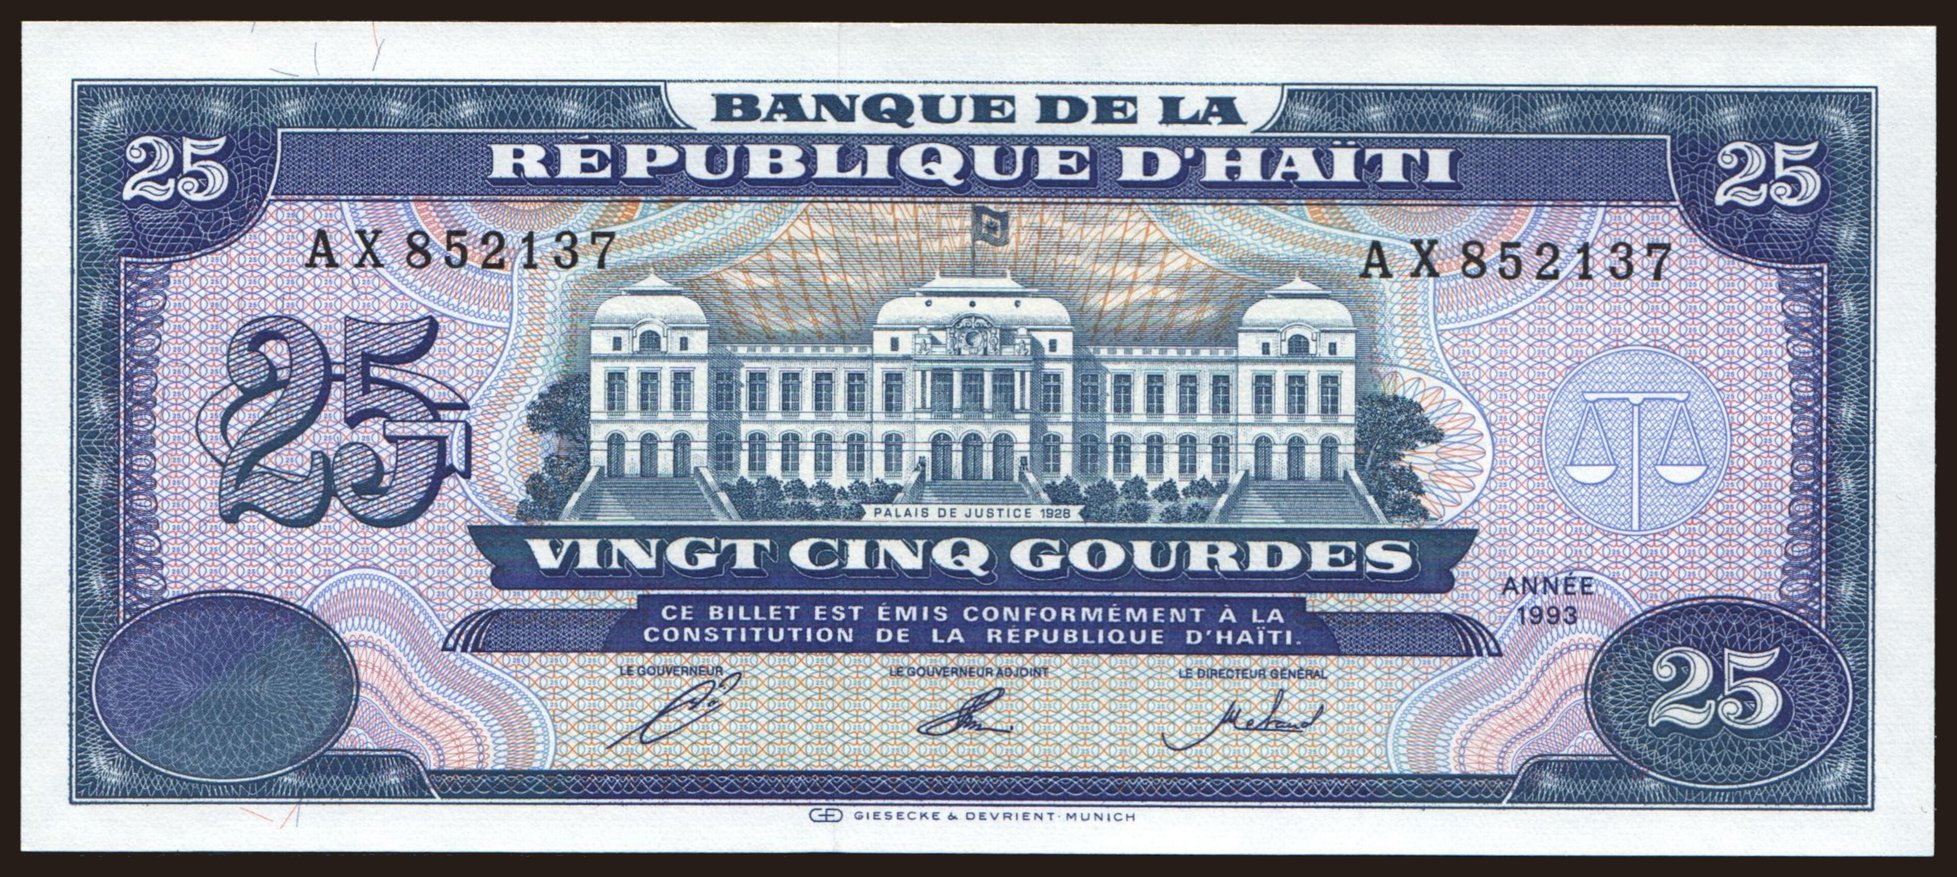 BANQUE DE LA
RÉPUBLIQUE D'HAÏTI
25
25
AX852137
AX852137
25
PALAIS DE JUSTICE 1928
VINGT CINQ GOURDES
ANNÉE
1993
CE BILLET EST ÉMIS CONFORMÉMENT À LA
CONSTITUTION DE LA RÉPUBLIQUE D'HAÏTI.
LE GOUVERNEUR
LE GOUVERNEUR ADJOINT
LE DIRECTEUR GÉNÉRAL
25
GIESECKE & DEVRIENT·MUNICH